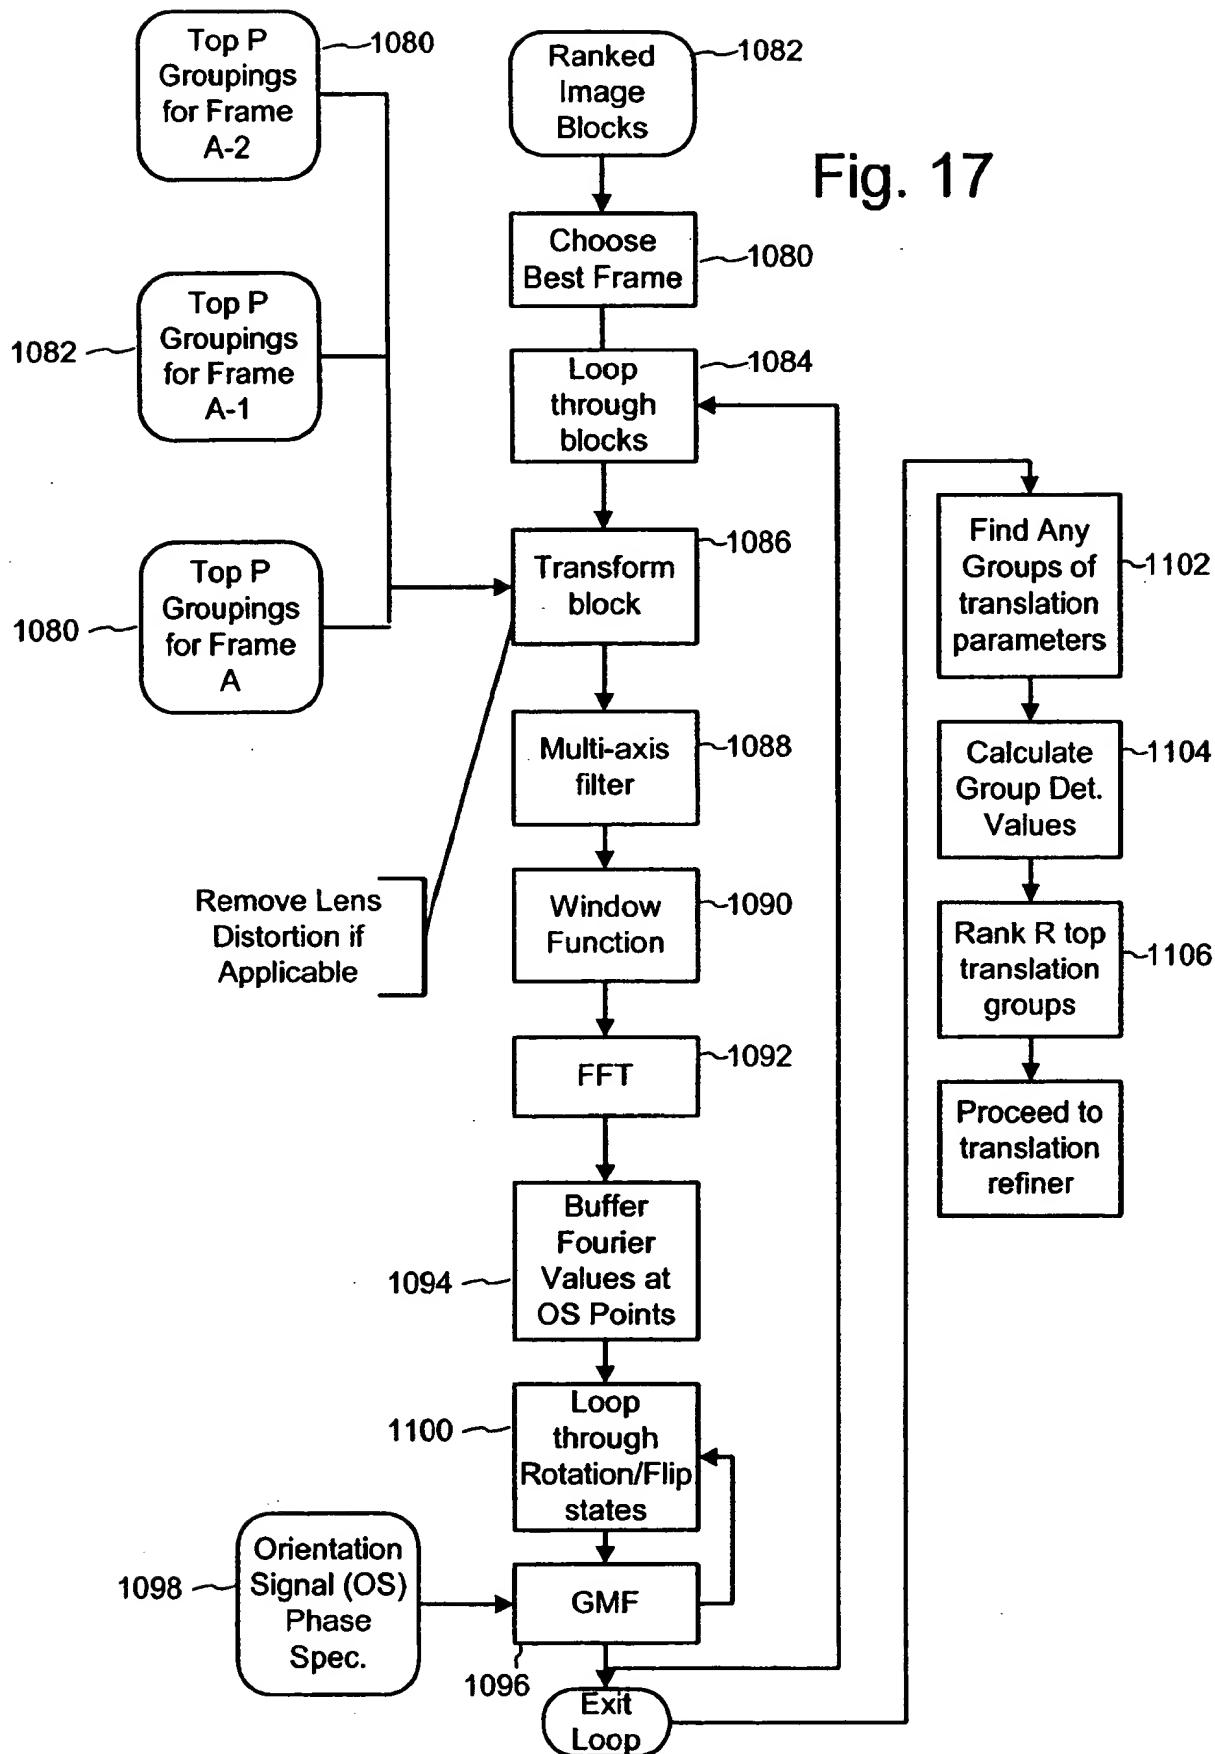 Top P
Groupings
for Frame
A-2
1080
Ranked
Image
Blocks
1082
Fig. 17
Choose
Best Frame
1080
Top P
Groupings
for Frame
A-1
1082
Loop
through
blocks
1084
Top P
Groupings
for Frame
A
1080
Transform
block
1086
Multi-axis
filter
1088
Remove Lens
Distortion if
Applicable
Window
Function
1090
FFT
1092
Buffer
Fourier
Values at
OS Points
1094
Loop
through
Rotation/Flip
states
1100
Orientation
Signal (OS)
Phase
Spec.
1098
GMF
1096
Exit
Loop
Find Any
Groups of
translation
parameters
1102
Calculate
Group Det.
Values
1104
Rank R top
translation
groups
1106
Proceed to
translation
refiner